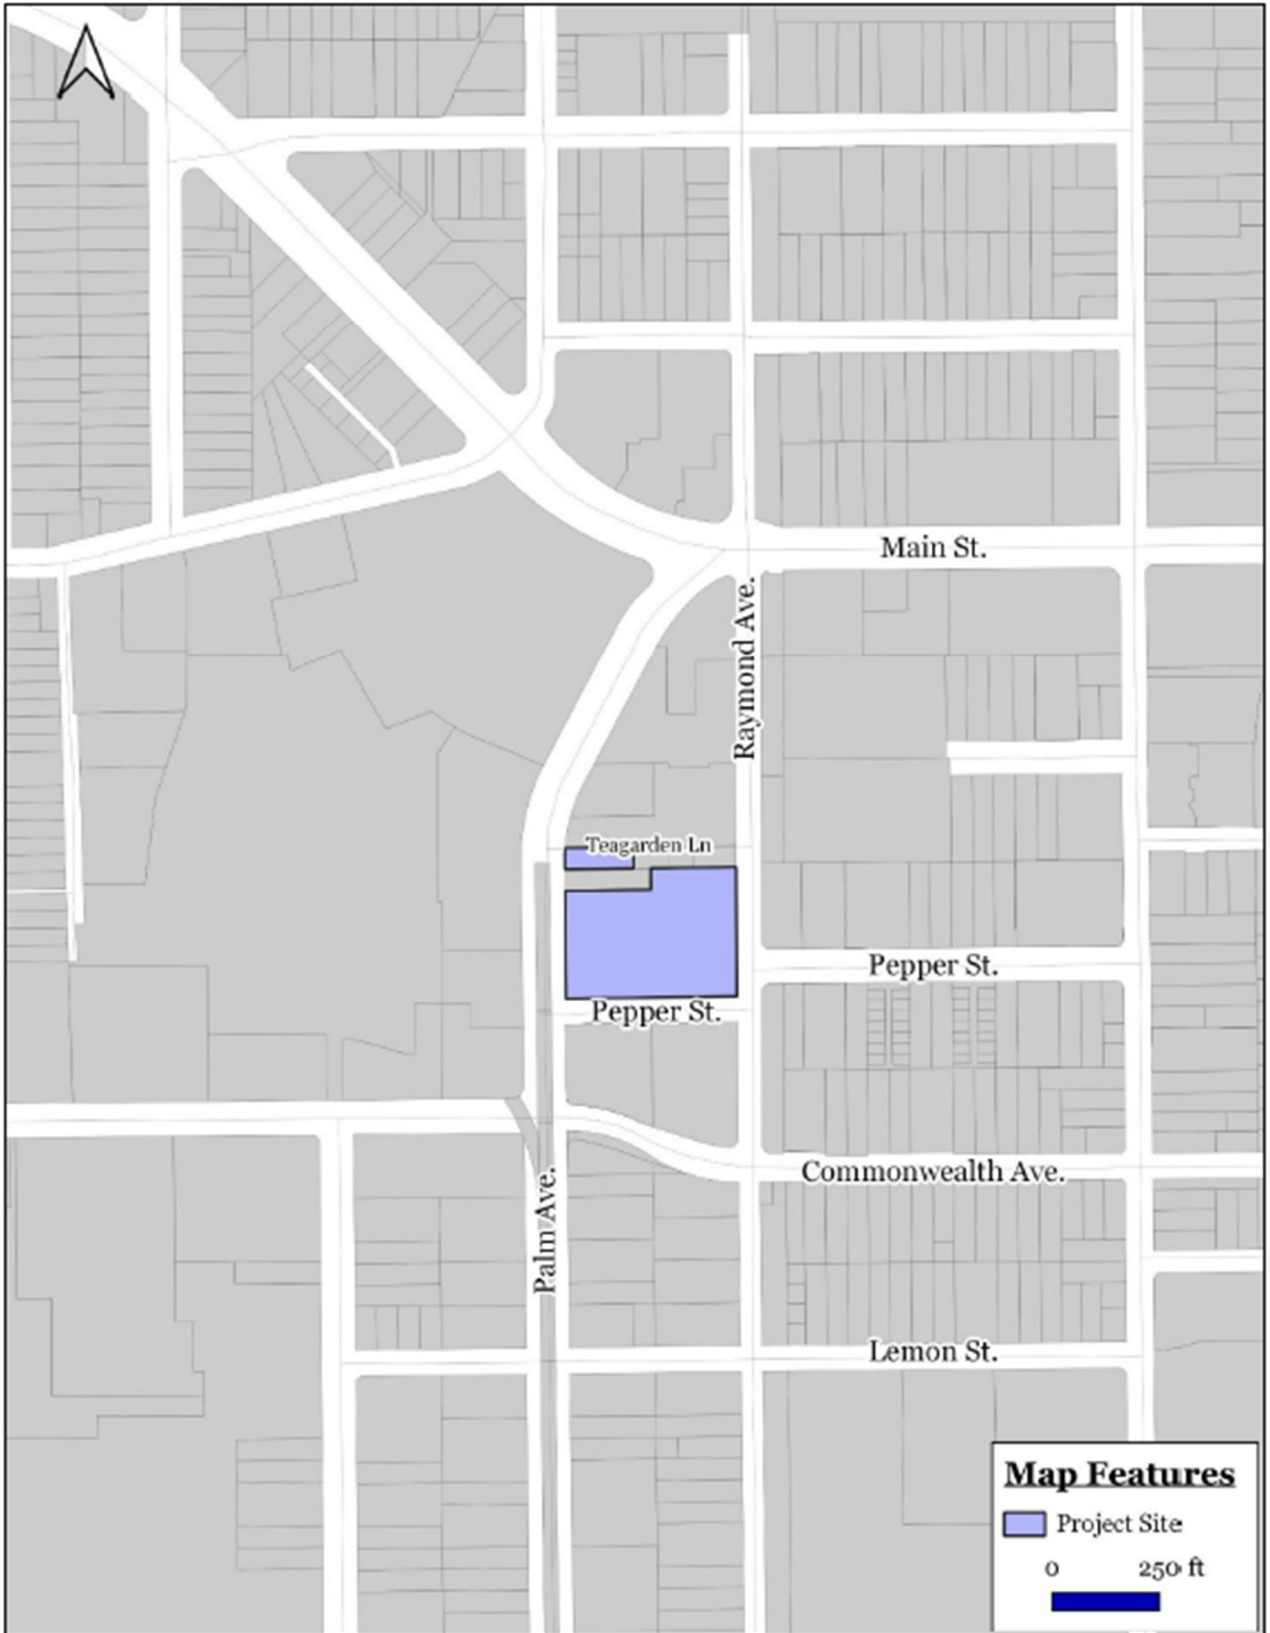 Main St.
Raymond Ave.
Teagarden Ln
Pepper St.
Pepper St.
Commonwealth Ave.
Palm Ave.
Lemon St.
Map Features
Project Site
0 250 ft